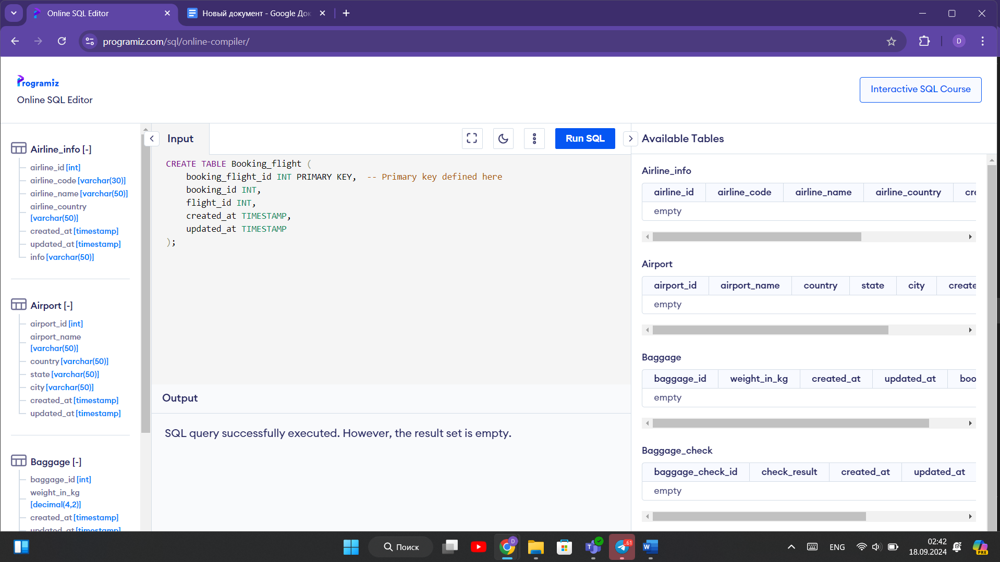 Online SQL Editor
Новый документ - Google Док
programiz.com/sql/online-compiler/
D
Programiz
Online SQL Editor
Interactive SQL Course
Airline_info [-]
airline_id [int]
airline_code [varchar(30)]
airline_name [varchar(50)]
airline_country
[varchar(50)]
created_at [timestamp]
updated_at [timestamp]
info [varchar(50)]
Airport [-]
airport_id [int]
airport_name
[varchar(50)]
country [varchar(50)]
state [varchar(50)]
city [varchar(50)]
created_at [timestamp]
updated_at [timestamp]
Baggage [-]
baggage_id [int]
weight_in_kg
[decimal(4,2)]
created_at [timestamp]
updated_at [timestamp]
Input
Run SQL
CREATE TABLE Booking_flight (
booking_flight_id INT PRIMARY KEY, -- Primary key defined here
booking_id INT,
flight_id INT,
created_at TIMESTAMP,
updated_at TIMESTAMP
);
Output
SQL query successfully executed. However, the result set is empty.
Available Tables
Airline_info
airline_id airline_code airline_name airline_country cre
empty
Airport
airport_id airport_name country state city create
empty
Baggage
baggage_id weight_in_kg created_at updated_at boo
empty
Baggage_check
baggage_check_id check_result created_at updated_at
empty
Поиск
D
.61
ENG
02:42
18.09.2024
PRE